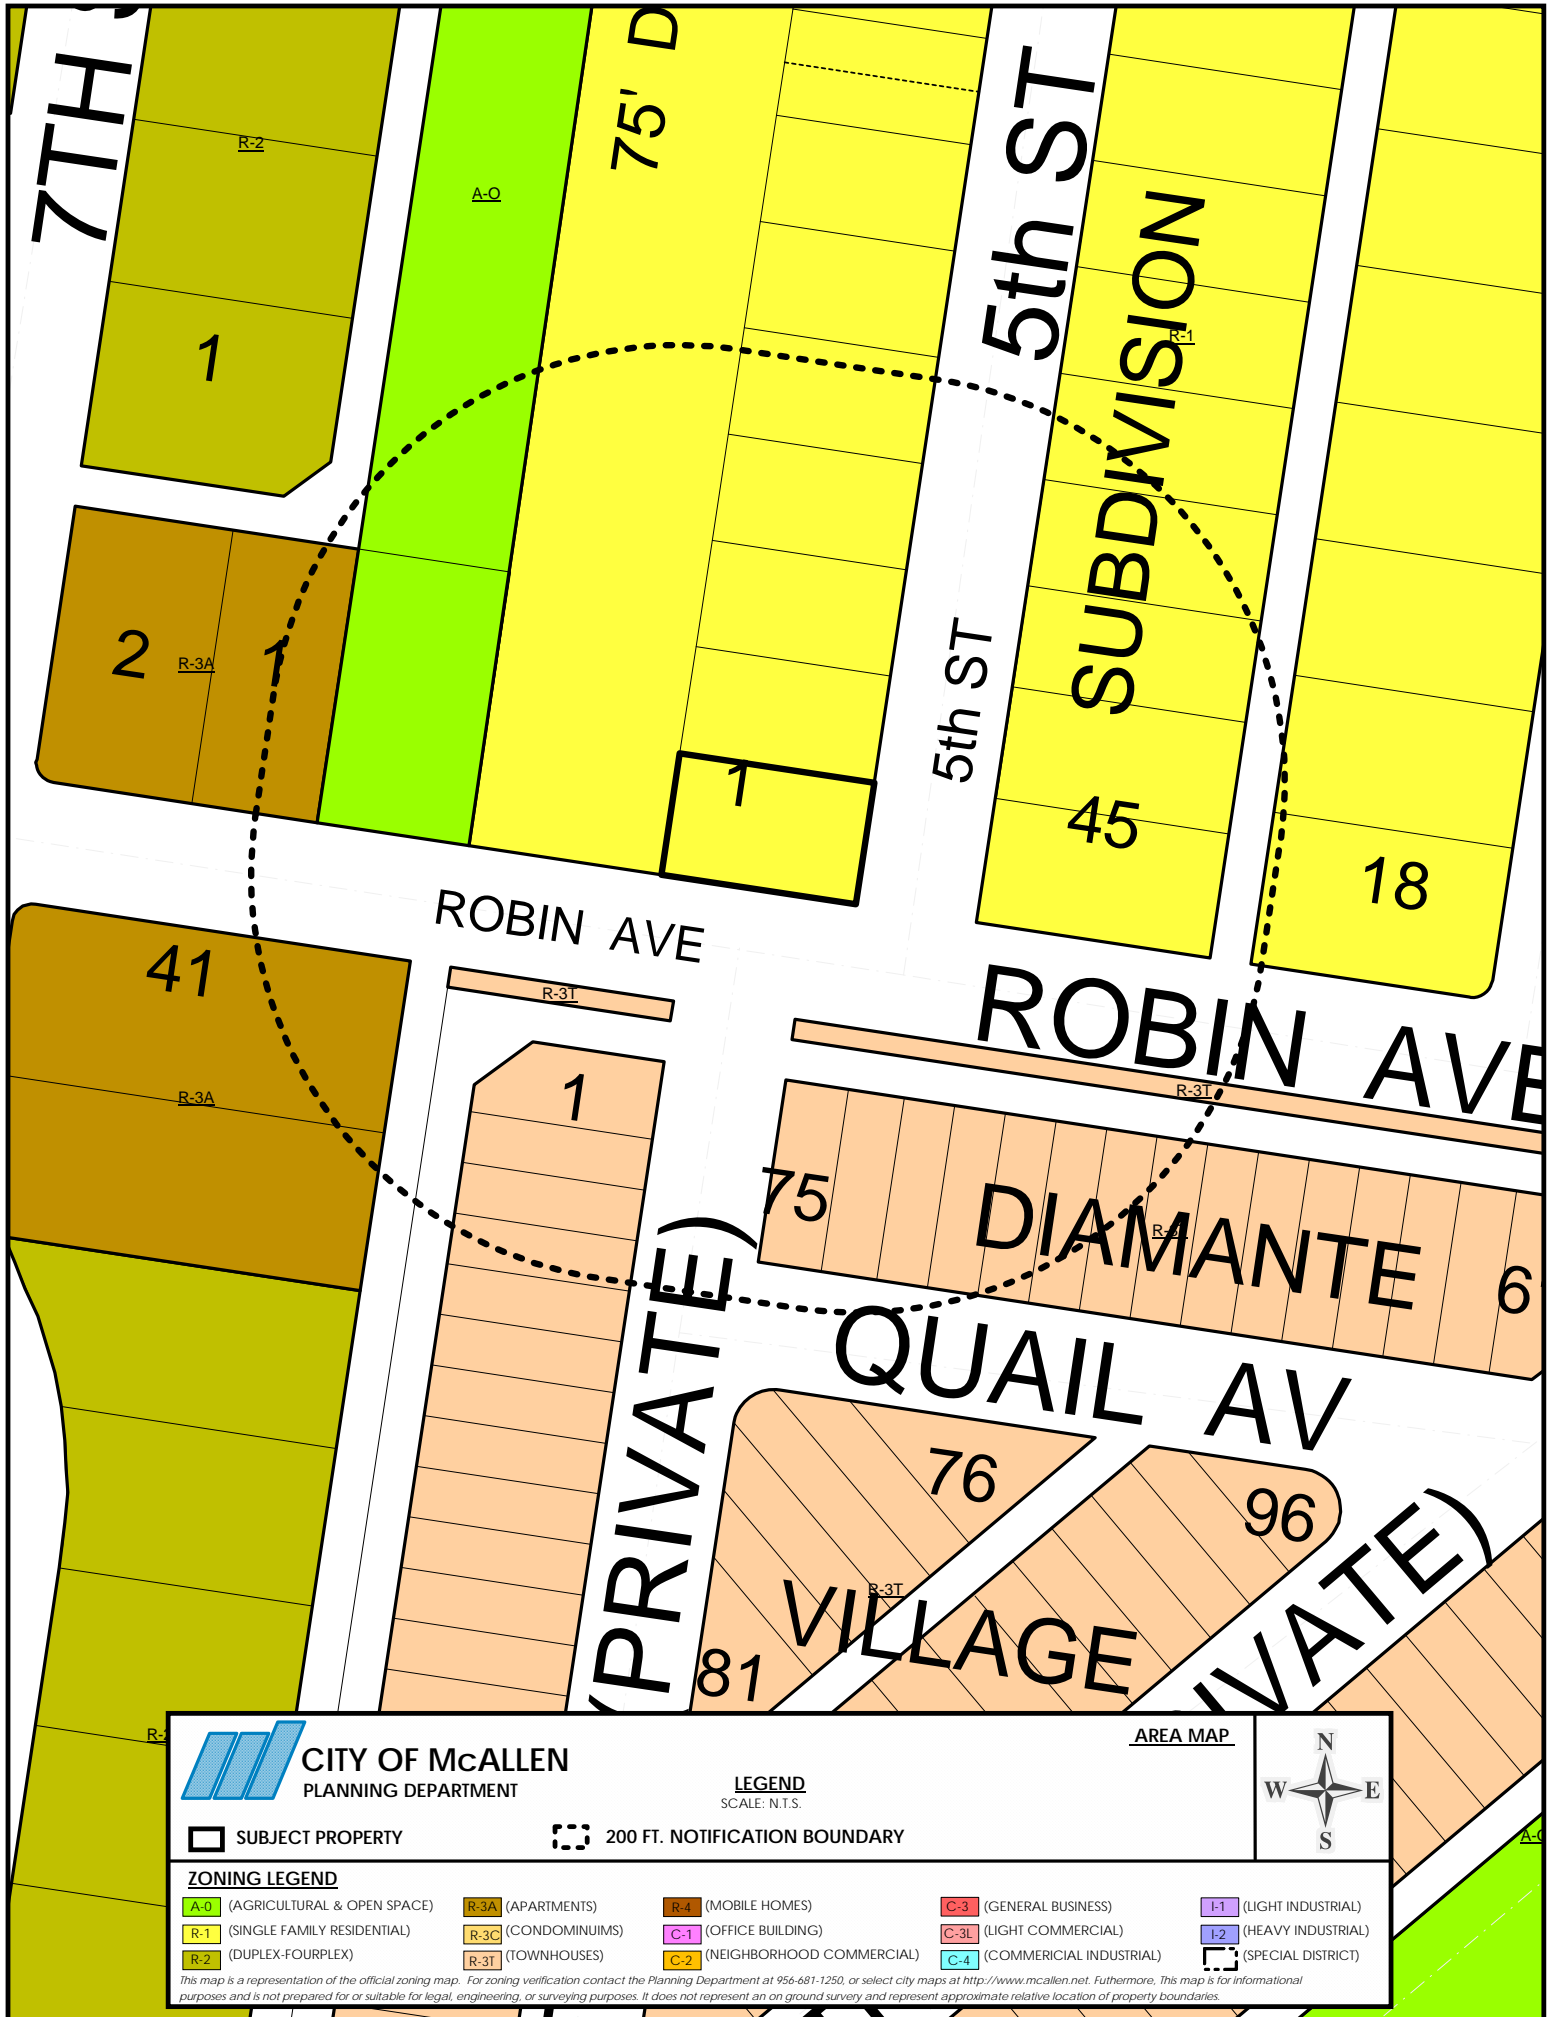 7TH
R-2
A-O
75' D
5th ST
SUBDIVISION
R-1
1
2
R-3A
1
1
5th ST
45
18
ROBIN AVE
41
R-3T
ROBIN AVE
R-3A
1
R-3T
75
DIAMANTE
QUAIL AV
76
96
(PRIVATE)
R-3T
VILLAGE
81
CITY OF McALLEN
PLANNING DEPARTMENT
LEGEND
SCALE: N.T.S.
AREA MAP
N
W E
S
SUBJECT PROPERTY
200 FT. NOTIFICATION BOUNDARY
ZONING LEGEND
A-0 (AGRICULTURAL & OPEN SPACE) R-3A (APARTMENTS) R-4 (MOBILE HOMES) C-3 (GENERAL BUSINESS) I-1 (LIGHT INDUSTRIAL)
R-1 (SINGLE FAMILY RESIDENTIAL) R-3C (CONDOMINUIMS) C-1 (OFFICE BUILDING) C-3L (LIGHT COMMERCIAL) I-2 (HEAVY INDUSTRIAL)
R-2 (DUPLEX-FOURPLEX) R-3T (TOWNHOUSES) C-2 (NEIGHBORHOOD COMMERCIAL) C-4 (COMMERICIAL INDUSTRIAL) (SPECIAL DISTRICT)
This map is a representation of the official zoning map. For zoning verification contact the Planning Department at 956-681-1250, or select city maps at http://www.mcallen.net. Futhermore, This map is for informational
purposes and is not prepared for or suitable for legal, engineering, or surveying purposes. It does not represent an on ground survey and represent approximate relative location of property boundaries.